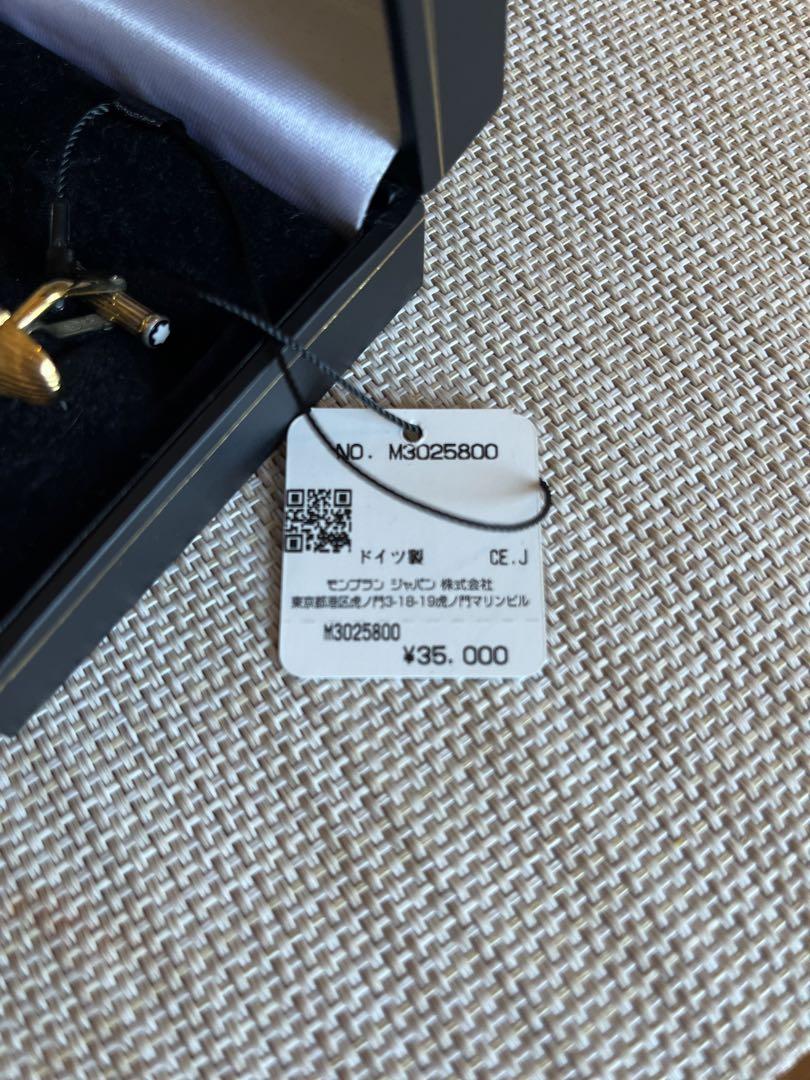 NO. M3025800
ドイツ製 CE.J
モンブラン ジャパン 株式会社
東京都港区虎ノ門3-18-19虎ノ門マリンビル
M3025800
¥35.000